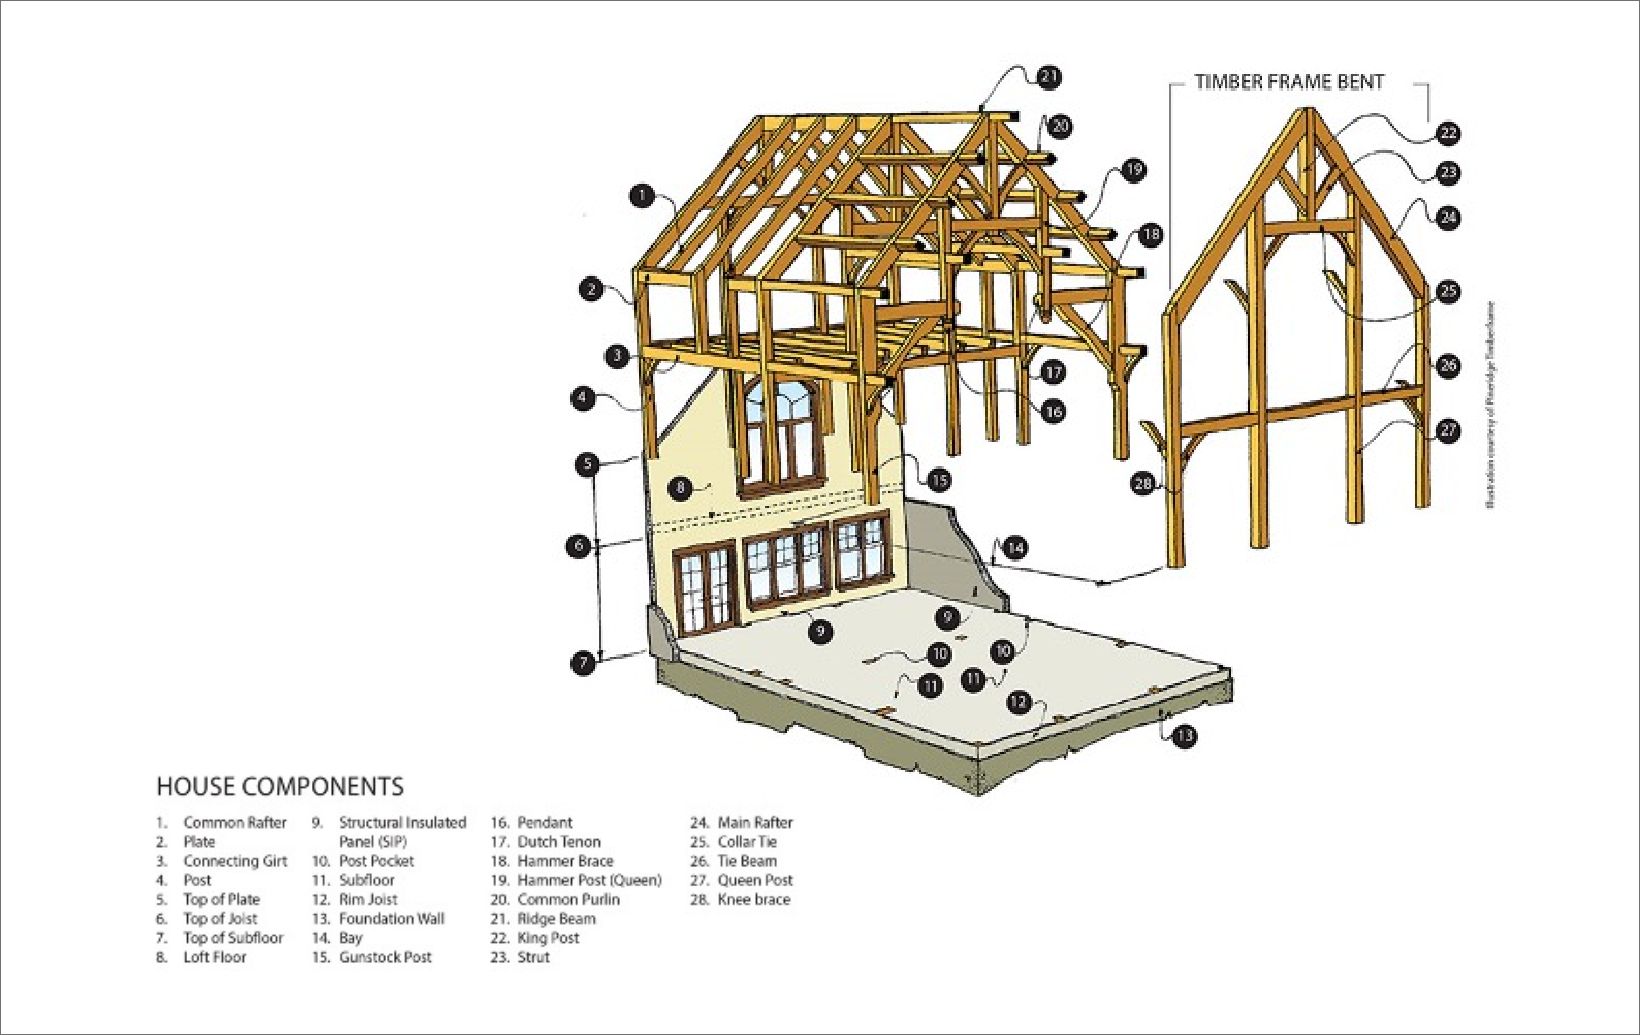 21
TIMBER FRAME BENT
20
22
19
23
1
24
18
2
25
3
26
17
4
16
27
5
15
28
8
6
14
9
9
10
10
7
11
11
12
13
Illustration courtesy of Pineridge Timberframe
HOUSE COMPONENTS
1. Common Rafter
2. Plate
3. Connecting Girt
4. Post
5. Top of Plate
6. Top of Joist
7. Top of Subfloor
8. Loft Floor
9. Structural Insulated
Panel (SIP)
10. Post Pocket
11. Subfloor
12. Rim Joist
13. Foundation Wall
14. Bay
15. Gunstock Post
16. Pendant
17. Dutch Tenon
18. Hammer Brace
19. Hammer Post (Queen)
20. Common Purlin
21. Ridge Beam
22. King Post
23. Strut
24. Main Rafter
25. Collar Tie
26. Tie Beam
27. Queen Post
28. Knee brace